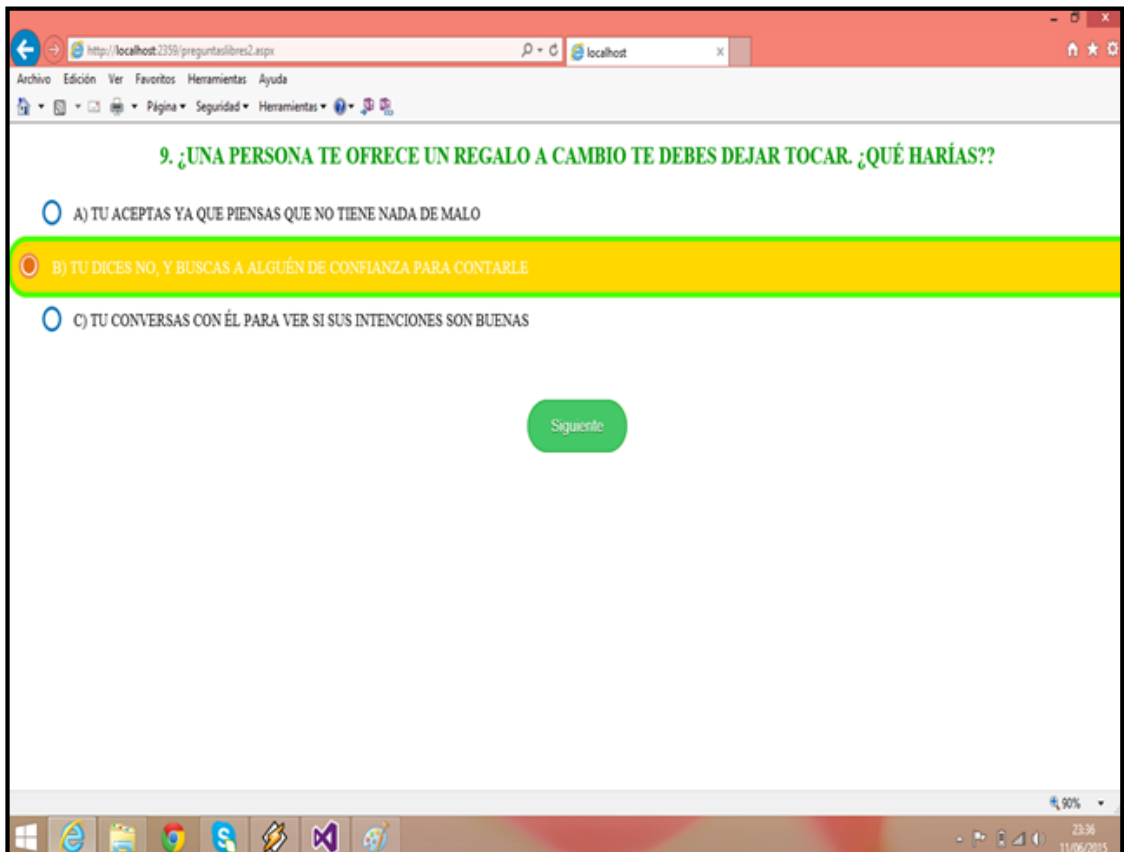 http://localhost:2359/preguntaslibres2.aspx
localhost
Archivo Edición Ver Favoritos Herramientas Ayuda
Página Seguridad Herramientas
9. ¿UNA PERSONA TE OFRECE UN REGALO A CAMBIO TE DEBES DEJAR TOCAR. ¿QUÉ HARÍAS??
A) TU ACEPTAS YA QUE PIENSAS QUE NO TIENE NADA DE MALO
B) TU DICES NO, Y BUSCAS A ALGUÉN DE CONFIANZA PARA CONTARLE
C) TU CONVERSAS CON ÉL PARA VER SI SUS INTENCIONES SON BUENAS
Siguiente
90%
23:36
11/06/2015